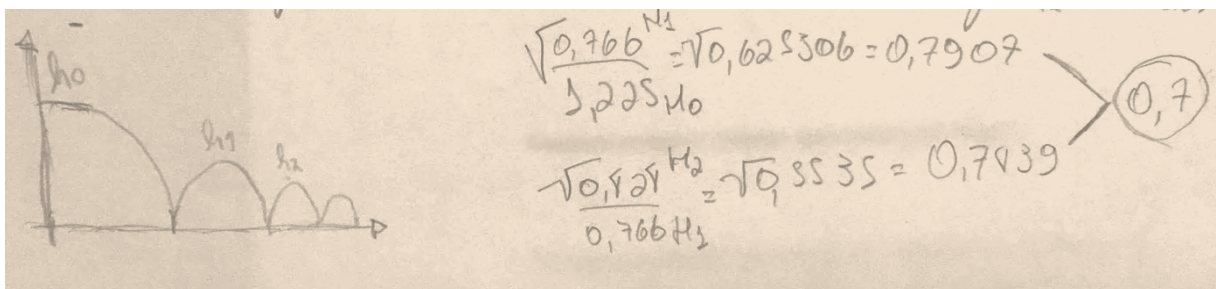 h0
h1
h2
√0,766 H1 / 1,225 H0 = √0,625306 = 0,7907
√0,424 H2 / 0,766 H1 = √0,5535 = 0,7439
0,7